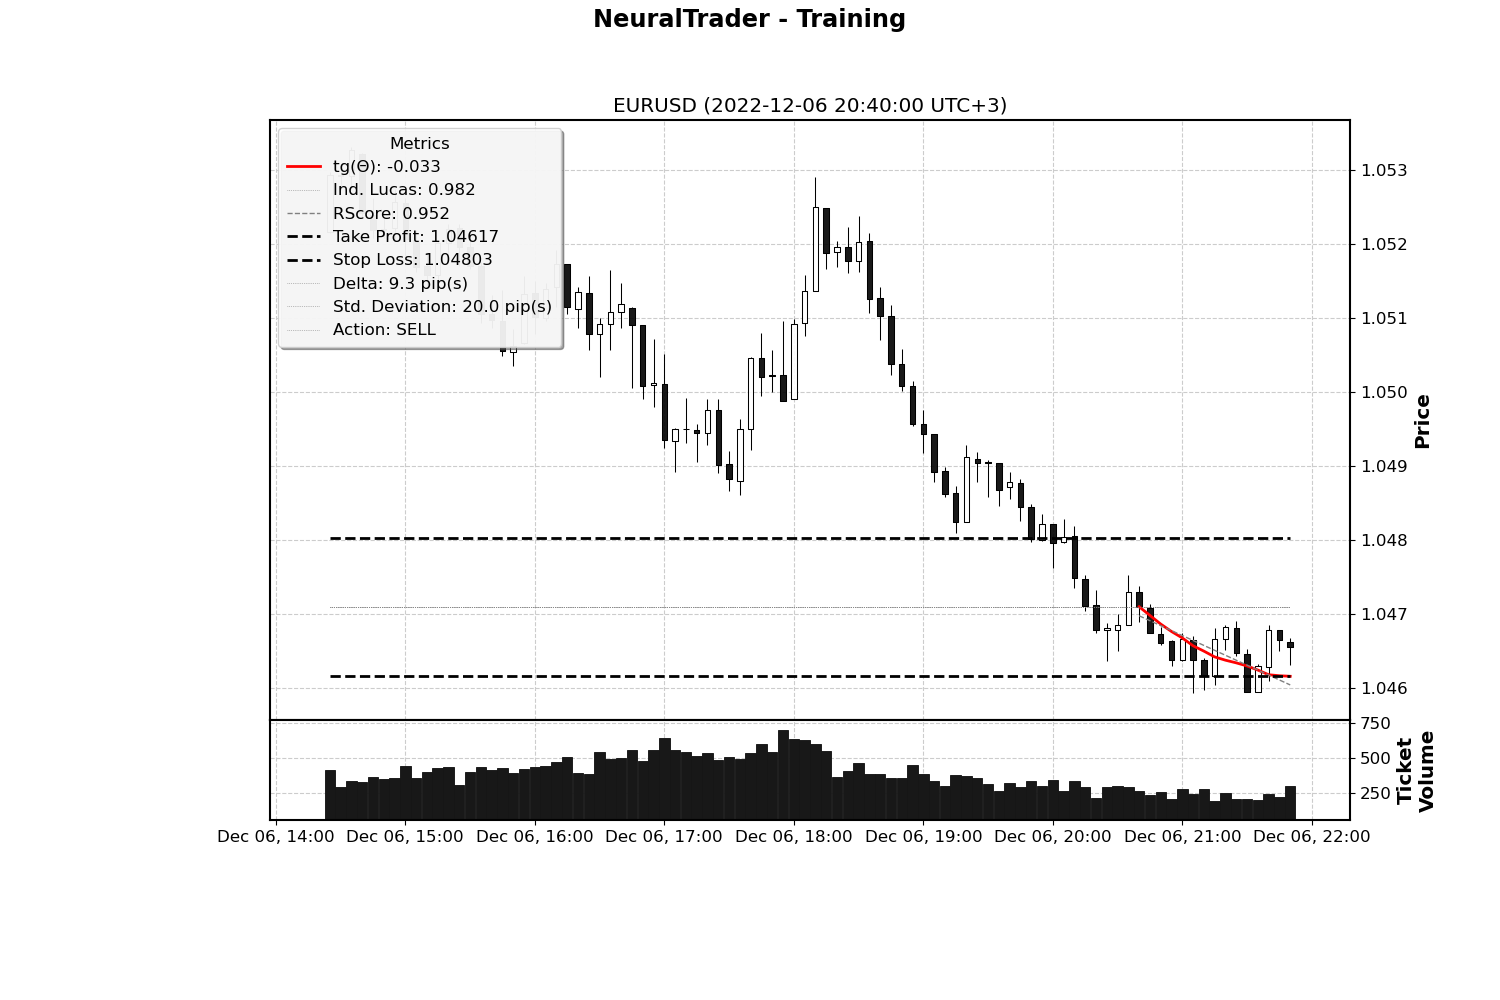 NeuralTrader - Training
EURUSD (2022-12-06 20:40:00 UTC+3)
Metrics
tg(Θ): -0.033
Ind. Lucas: 0.982
RScore: 0.952
Take Profit: 1.04617
Stop Loss: 1.04803
Delta: 9.3 pip(s)
Std. Deviation: 20.0 pip(s)
Action: SELL
1.053
1.052
1.051
1.050
1.049
1.048
1.047
1.046
Price
750
500
250
Ticket
Volume
Dec 06, 14:00 Dec 06, 15:00 Dec 06, 16:00 Dec 06, 17:00 Dec 06, 18:00 Dec 06, 19:00 Dec 06, 20:00 Dec 06, 21:00 Dec 06, 22:00